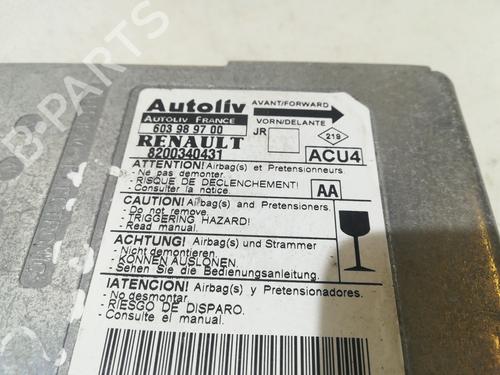 Autoliv
AUTOLIV FRANCE
603 98 97 00
RENAULT
8200340431
AVANT/FORWARD
VORN/DELANTE
JR
219
ACU4
AA
ATTENTION! Airbag(s) et Pretensionneurs
- Ne pas demonter.
- RISQUE DE DECLENCHEMENT!
- Consulter la notice.
CAUTION! Airbag(s) and Pretensioners.
- Do not remove.
- TRIGGERING HAZARD!
- Read manual.
ACHTUNG! Airbag(s) und Strammer
- Nicht demontieren.
- KONNEN AUSLONSEN.
- Sehen Sie die Bedienungsanleitung.
IATENCION! Airbag(s) y Pretensionadores.
- No desmontar.
- RIESGO DE DISPARO.
- Consulte el manual.
B-PARTS